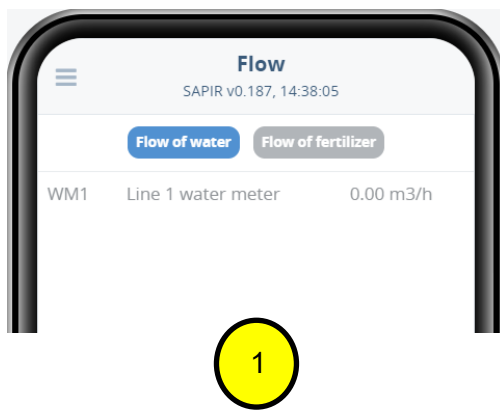 Flow
SAPIR v0.187, 14:38:05
Flow of water Flow of fertilizer
WM1 Line 1 water meter 0.00 m3/h
1